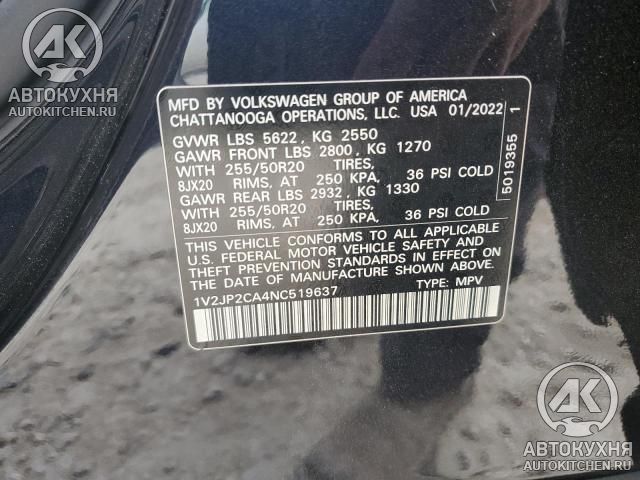 АК
АВТОКУХНЯ
AUTOKITCHEN.RU
MFD BY VOLKSWAGEN GROUP OF AMERICA
CHATTANOOGA OPERATIONS, LLC. USA 01/2022
GVWR LBS 5622, KG 2550
GAWR FRONT LBS 2800, KG 1270
WITH 255/50R20 TIRES,
8JX20 RIMS, AT 250 KPA, 36 PSI COLD
GAWR REAR LBS 2932, KG 1330
WITH 255/50R20 TIRES,
8JX20 RIMS, AT 250 KPA, 36 PSI COLD
THIS VEHICLE CONFORMS TO ALL APPLICABLE
U.S. FEDERAL MOTOR VEHICLE SAFETY AND
THEFT PREVENTION STANDARDS IN EFFECT ON
THE DATE OF MANUFACTURE SHOWN ABOVE.
1V2JP2CA4NC519637 TYPE: MPV
5019355 1
АК
АВТОКУХНЯ
AUTOKITCHEN.RU